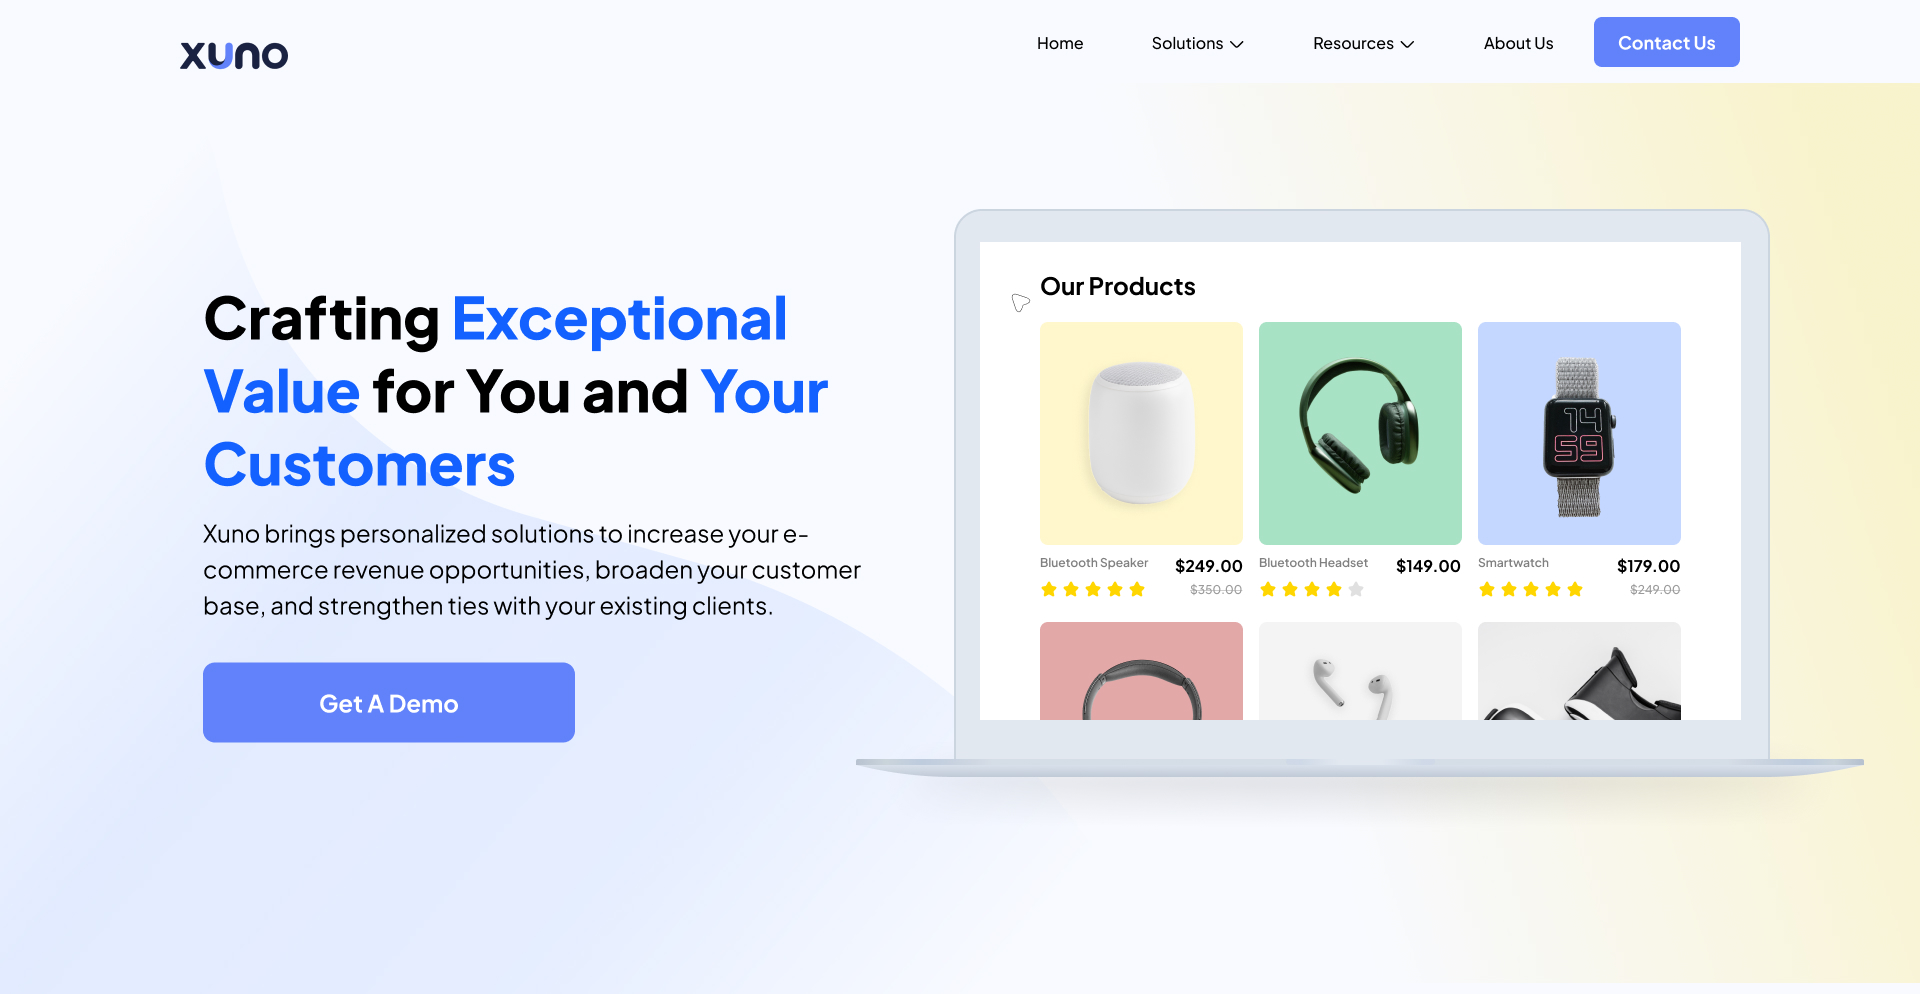 xuno
Home
Solutions
Resources
About Us
Contact Us
Crafting Exceptional
Value for You and Your
Customers
Xuno brings personalized solutions to increase your e-
commerce revenue opportunities, broaden your customer
base, and strengthen ties with your existing clients.
Get A Demo
Our Products
14
59
Bluetooth Speaker $249.00
$350.00
Bluetooth Headset $149.00
Smartwatch $179.00
$249.00